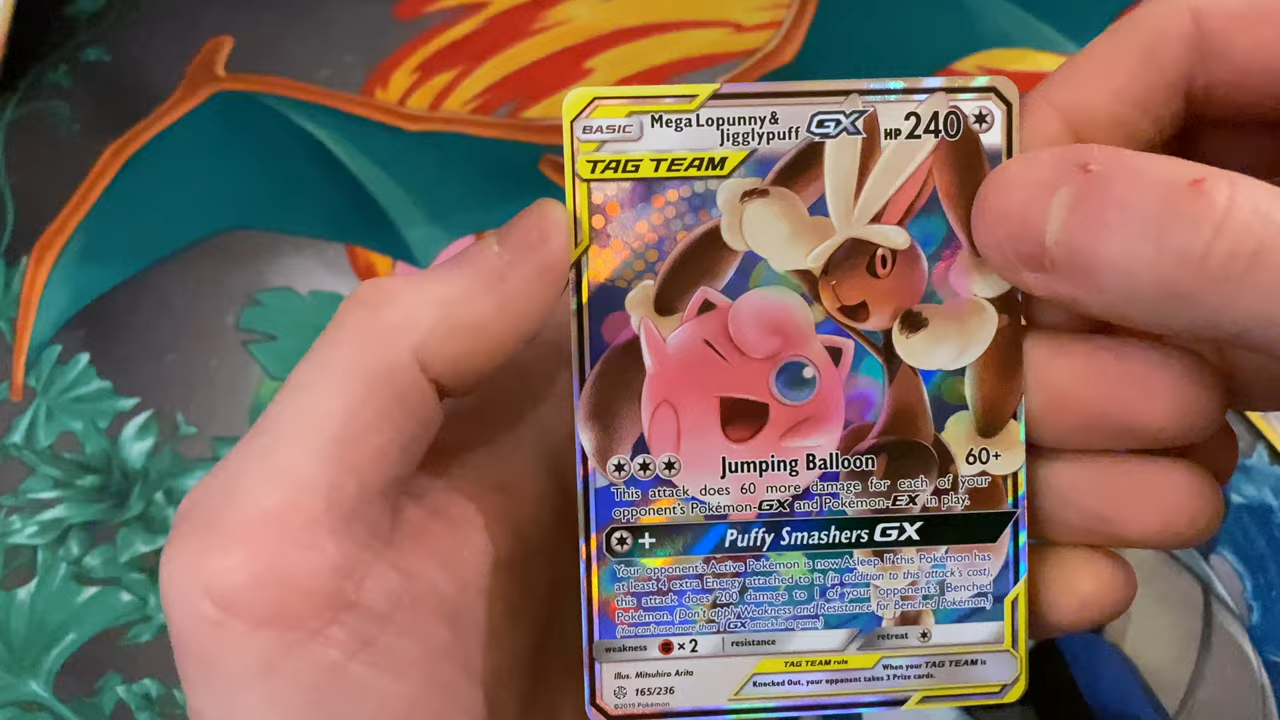 BASIC
Mega Lopunny &
Jigglypuff GX
HP 240
TAG TEAM
Jumping Balloon 60+
This attack does 60 more damage for each of your
opponent's Pokémon-GX and Pokémon-EX in play.
+ Puffy Smashers GX
Your opponent's Active Pokémon is now Asleep. If this Pokémon has
at least 4 extra Energy attached to it (in addition to this attack's cost),
this attack does 200 damage to 1 of your opponent's Benched
Pokémon. (Don't apply Weakness and Resistance for Benched Pokémon.)
(You can't use more than 1 GX attack in a game.)
weakness ×2 resistance retreat
Illus. Mitsuhiro Arita
165/236
©2019 Pokémon
TAG TEAM rule
When your TAG TEAM is
Knocked Out, your opponent takes 3 Prize cards.